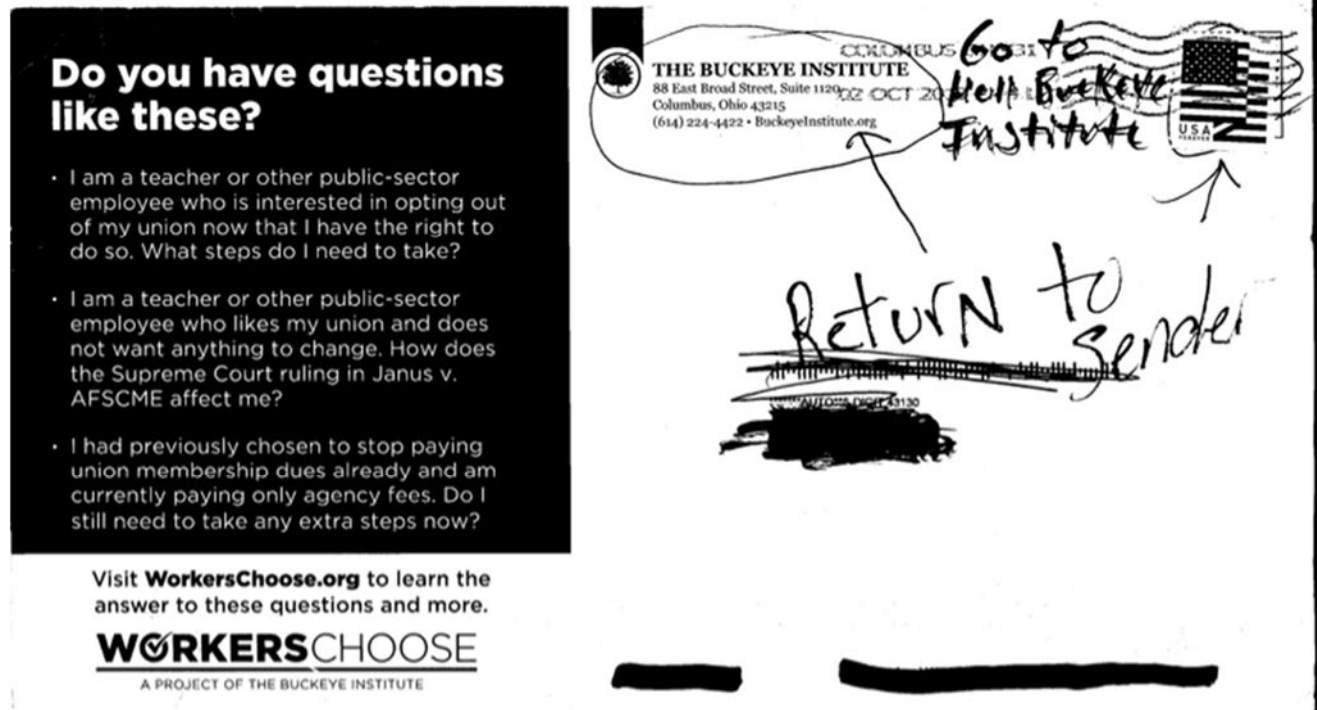 Do you have questions
like these?
· I am a teacher or other public-sector
employee who is interested in opting out
of my union now that I have the right to
do so. What steps do I need to take?
· I am a teacher or other public-sector
employee who likes my union and does
not want anything to change. How does
the Supreme Court ruling in Janus v.
AFSCME affect me?
· I had previously chosen to stop paying
union membership dues already and am
currently paying only agency fees. Do I
still need to take any extra steps now?
Visit WorkersChoose.org to learn the
answer to these questions and more.
WORKERSCHOOSE
A PROJECT OF THE BUCKEYE INSTITUTE
THE BUCKEYE INSTITUTE
88 East Broad Street, Suite 1120
Columbus, Ohio 43215
(614) 224-4422 • BuckeyeInstitute.org
COLUMBUS
02 OCT
Go to
Hell Buckeye
Institute
USA
FOREVER
Return to
Sender
43130